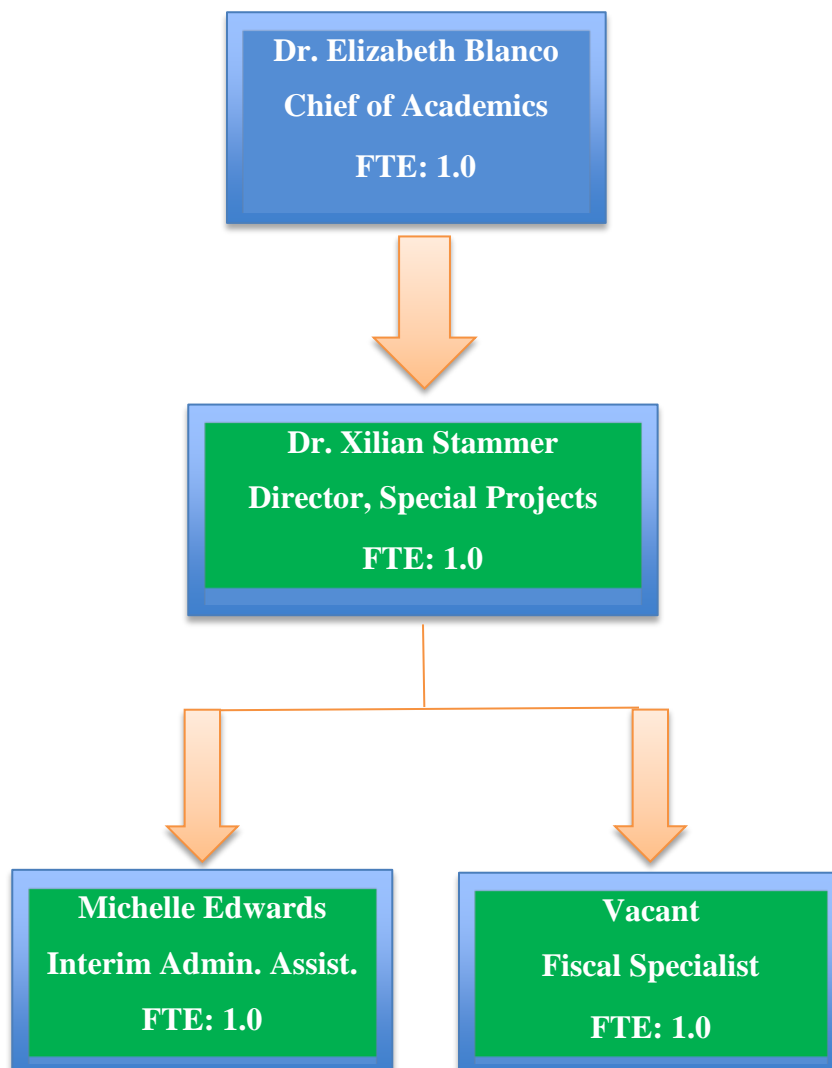 Dr. Elizabeth Blanco
Chief of Academics
FTE: 1.0
Dr. Xilian Stammer
Director, Special Projects
FTE: 1.0
Michelle Edwards
Interim Admin. Assist.
FTE: 1.0
Vacant
Fiscal Specialist
FTE: 1.0